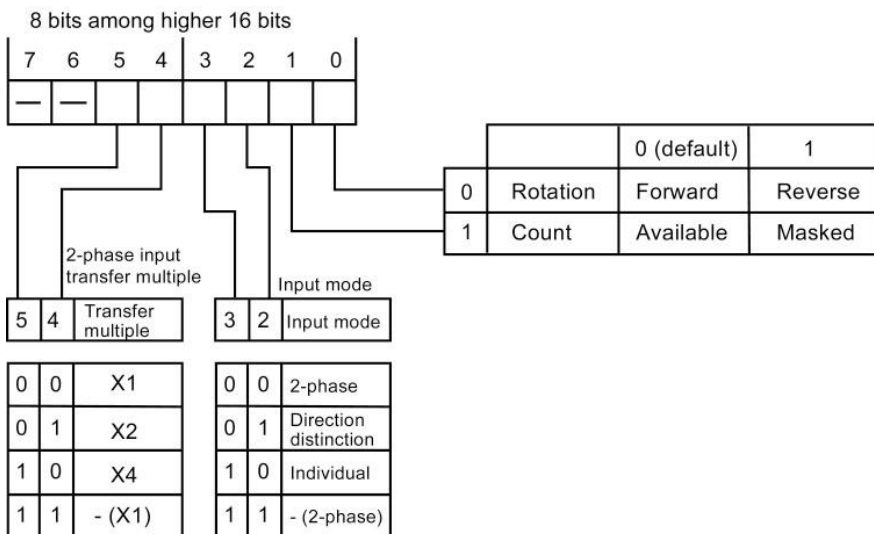 8 bits among higher 16 bits
7 6 5 4 3 2 1 0
— —
0 (default) 1
0 Rotation Forward Reverse
1 Count Available Masked
2-phase input
transfer multiple
Input mode
5 4 Transfer
multiple
3 2 Input mode
0 0 X1
0 1 X2
1 0 X4
1 1 - (X1)
0 0 2-phase
0 1 Direction
distinction
1 0 Individual
1 1 - (2-phase)